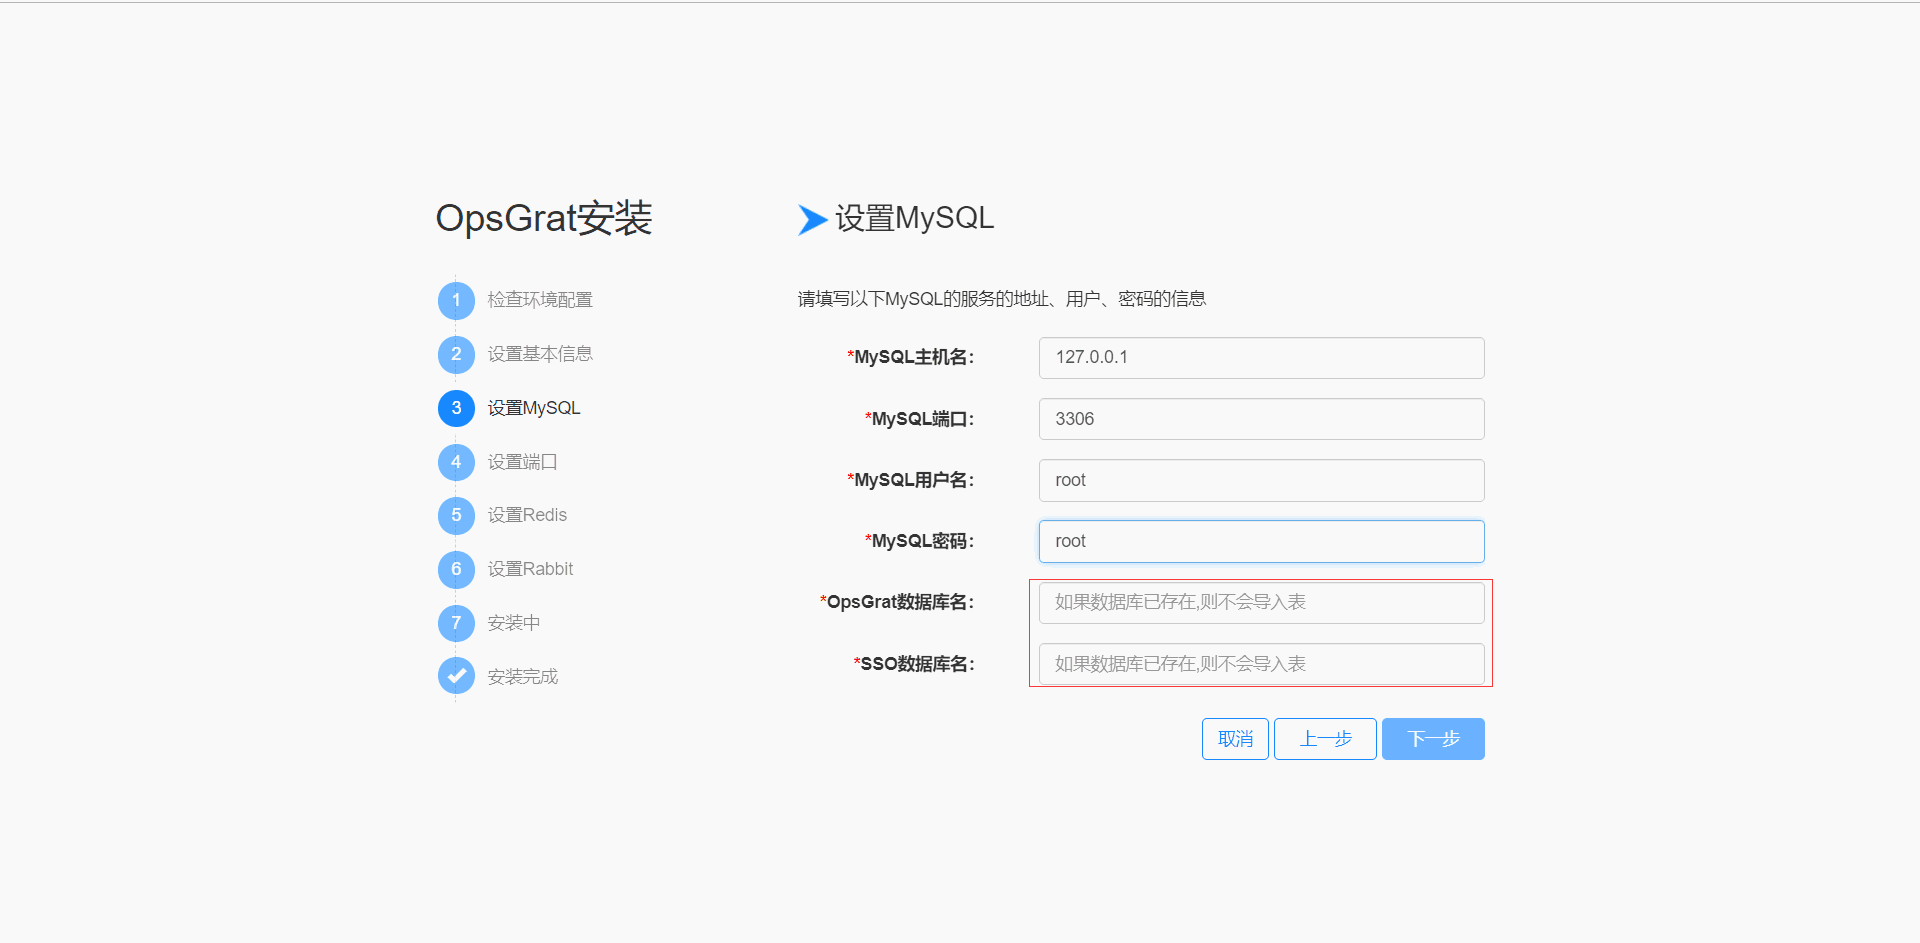 OpsGrat安装
1 检查环境配置
2 设置基本信息
3 设置MySQL
4 设置端口
5 设置Redis
6 设置Rabbit
7 安装中
安装完成
设置MySQL
请填写以下MySQL的服务的地址、用户、密码的信息
*MySQL主机名: 127.0.0.1
*MySQL端口: 3306
*MySQL用户名: root
*MySQL密码: root
*OpsGrat数据库名: 如果数据库已存在,则不会导入表
*SSO数据库名: 如果数据库已存在,则不会导入表
取消 上一步 下一步